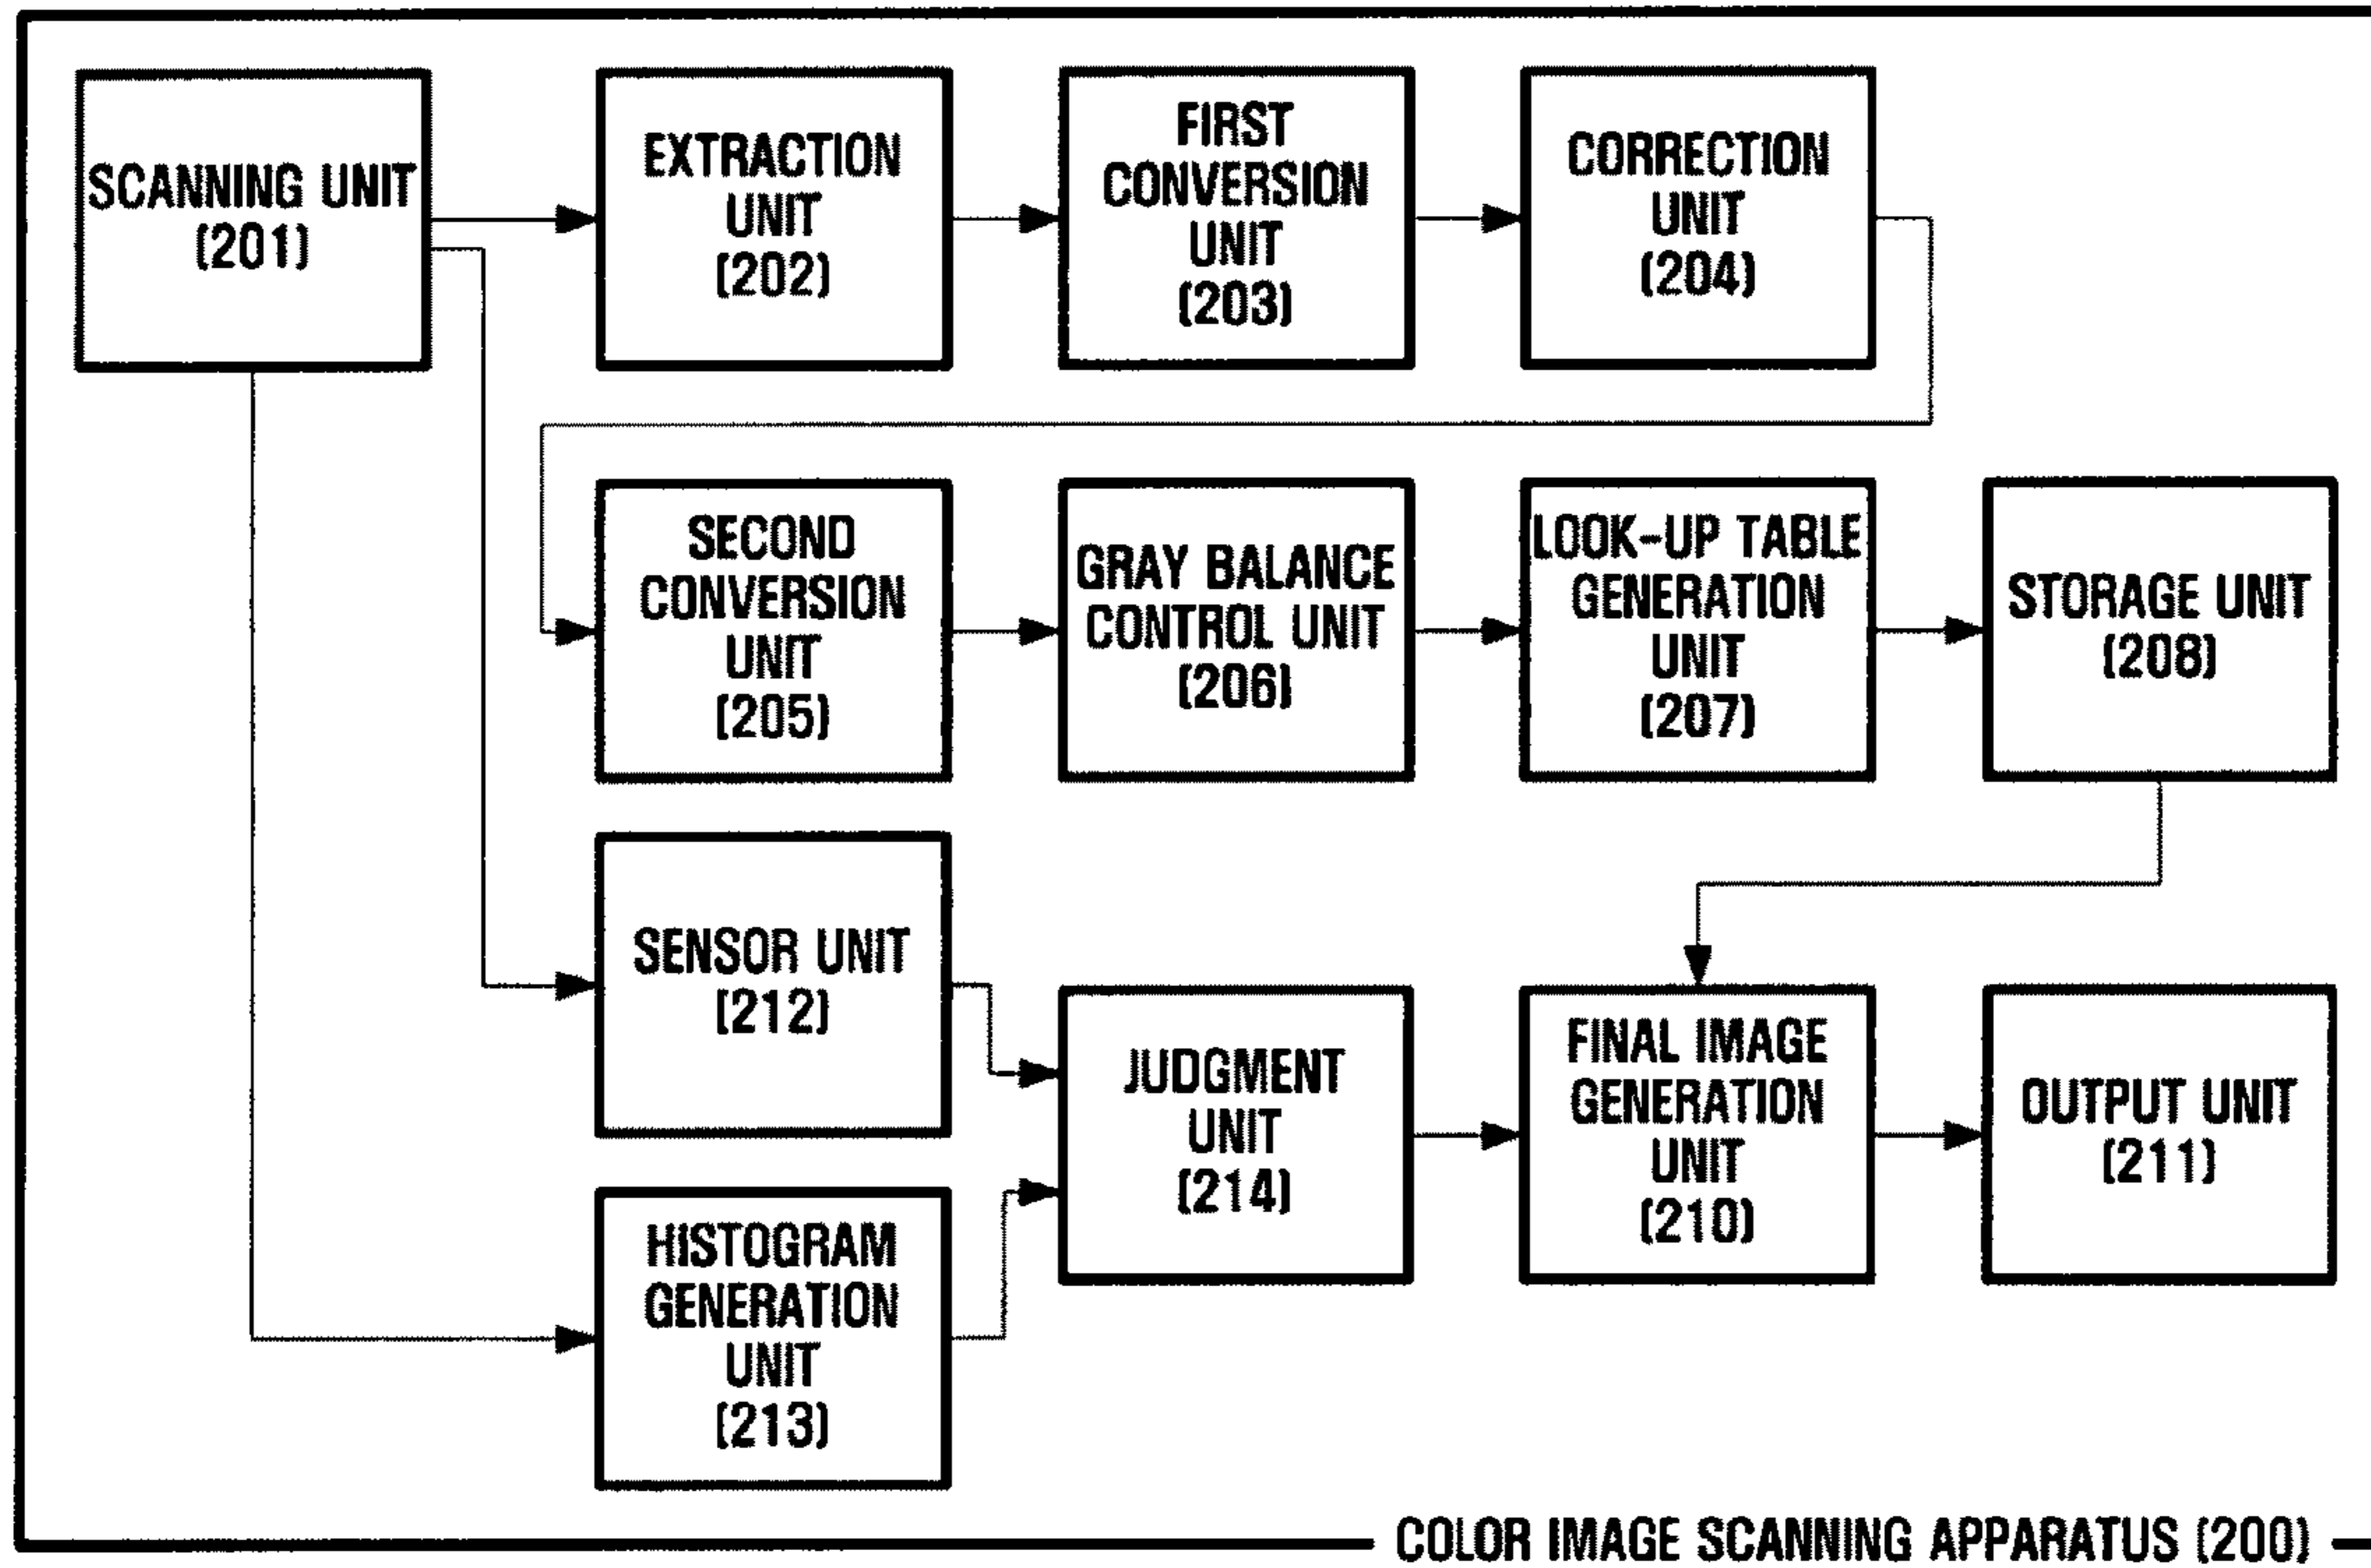 SCANNING UNIT
(201)
EXTRACTION
UNIT
(202)
FIRST
CONVERSION
UNIT
(203)
CORRECTION
UNIT
(204)
SECOND
CONVERSION
UNIT
(205)
GRAY BALANCE
CONTROL UNIT
(206)
LOOK-UP TABLE
GENERATION
UNIT
(207)
STORAGE UNIT
(208)
SENSOR UNIT
(212)
HISTOGRAM
GENERATION
UNIT
(213)
JUDGMENT
UNIT
(214)
FINAL IMAGE
GENERATION
UNIT
(210)
OUTPUT UNIT
(211)
COLOR IMAGE SCANNING APPARATUS (200)